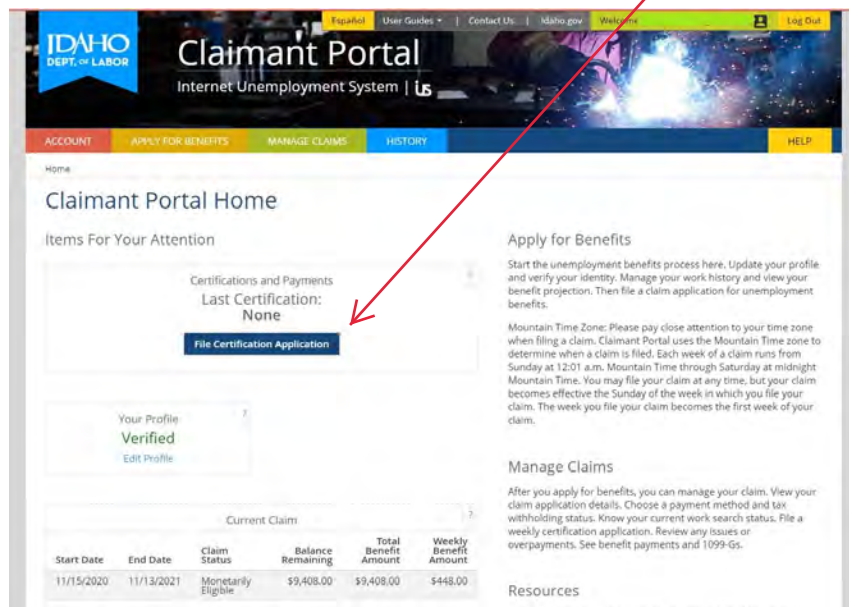 Español User Guides | Contact Us | Idaho.gov Welcome Log Out
IDAHO
DEPT. OF LABOR
Claimant Portal
Internet Unemployment System | iUS
ACCOUNT APPLY FOR BENEFITS MANAGE CLAIMS HISTORY HELP
Home
Claimant Portal Home
Items For Your Attention
Certifications and Payments
Last Certification:
None
File Certification Application
Your Profile ?
Verified
Edit Profile
Current Claim ?
Start Date End Date Claim Status Balance Remaining Total Benefit Amount Weekly Benefit Amount
11/15/2020 11/13/2021 Monetarily Eligible $9,408.00 $9,408.00 $448.00
Apply for Benefits
Start the unemployment benefits process here. Update your profile
and verify your identity. Manage your work history and view your
benefit projection. Then file a claim application for unemployment
benefits.
Mountain Time Zone: Please pay close attention to your time zone
when filing a claim. Claimant Portal uses the Mountain Time zone to
determine when a claim is filed. Each week of a claim runs from
Sunday at 12:01 a.m. Mountain Time through Saturday at midnight
Mountain Time. You may file your claim at any time, but your claim
becomes effective the Sunday of the week in which you file your
claim. The week you file your claim becomes the first week of your
claim.
Manage Claims
After you apply for benefits, you can manage your claim. View your
claim application details. Choose a payment method and tax
withholding status. Know your current work search status. File a
weekly certification application. Review any issues or
overpayments. See benefit payments and 1099-Gs.
Resources